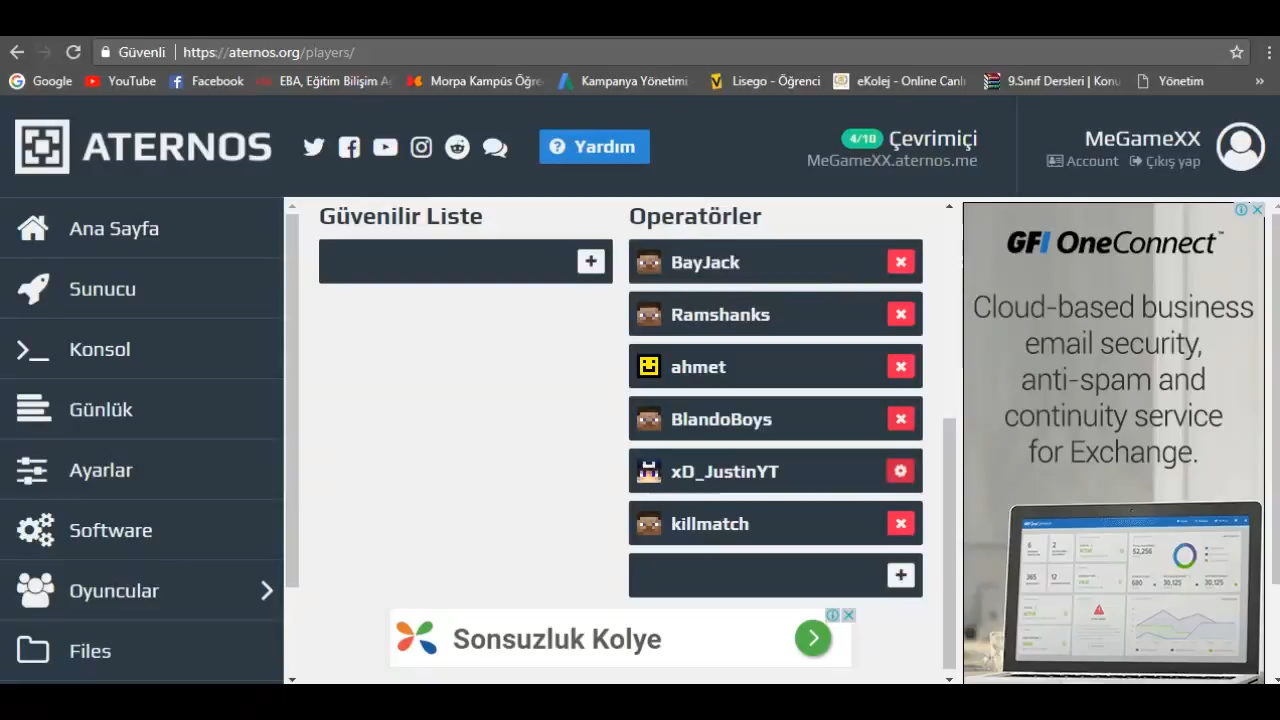 Güvenli
https://aternos.org/players/
Google
YouTube
Facebook
EBA, Eğitim Bilişim A
Morpa Kampüs Öğre
Kampanya Yönetimi
Lisego - Öğrenci
eKolej - Online Canlı
9.Sınıf Dersleri | Konu
Yönetim
»
ATERNOS
Yardım
4/10 Çevrimiçi
MeGameXX.aternos.me
MeGameXX
Account
Çıkış yap
Ana Sayfa
Sunucu
Konsol
Günlük
Ayarlar
Software
Oyuncular
Files
Güvenilir Liste
Operatörler
BayJack
Ramshanks
ahmet
BlandoBoys
xD_JustinYT
killmatch
Sonsuzluk Kolye
GFI OneConnect™
Cloud-based business
email security,
anti-spam and
continuity service
for Exchange.